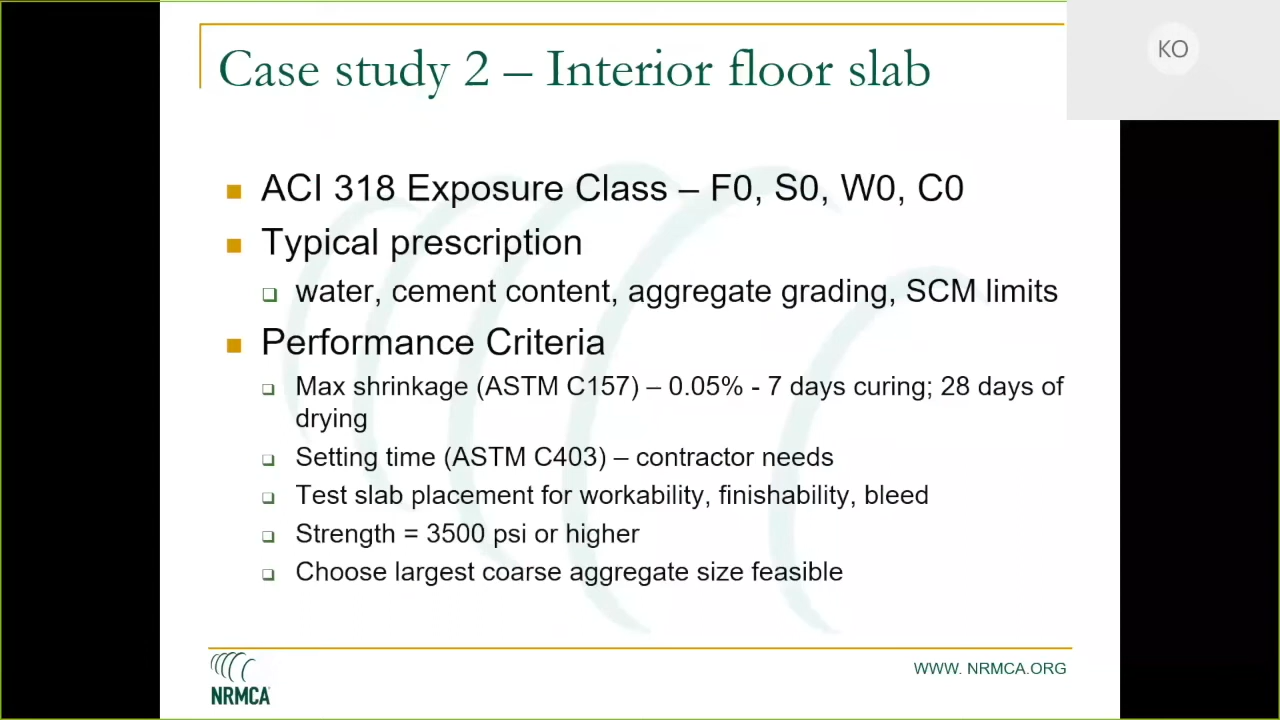 Case study 2 – Interior floor slab
KO
ACI 318 Exposure Class – F0, S0, W0, C0
Typical prescription
water, cement content, aggregate grading, SCM limits
Performance Criteria
Max shrinkage (ASTM C157) – 0.05% - 7 days curing; 28 days of
drying
Setting time (ASTM C403) – contractor needs
Test slab placement for workability, finishability, bleed
Strength = 3500 psi or higher
Choose largest coarse aggregate size feasible
NRMCA
WWW. NRMCA.ORG